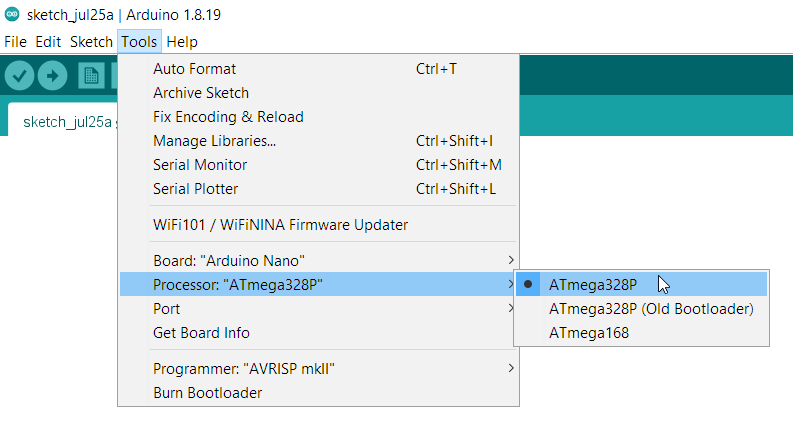 sketch_jul25a | Arduino 1.8.19
File Edit Sketch Tools Help
sketch_jul25a
Auto Format Ctrl+T
Archive Sketch
Fix Encoding & Reload
Manage Libraries... Ctrl+Shift+I
Serial Monitor Ctrl+Shift+M
Serial Plotter Ctrl+Shift+L
WiFi101 / WiFiNINA Firmware Updater
Board: "Arduino Nano"
Processor: "ATmega328P"
Port
Get Board Info
Programmer: "AVRISP mkII"
Burn Bootloader
ATmega328P
ATmega328P (Old Bootloader)
ATmega168